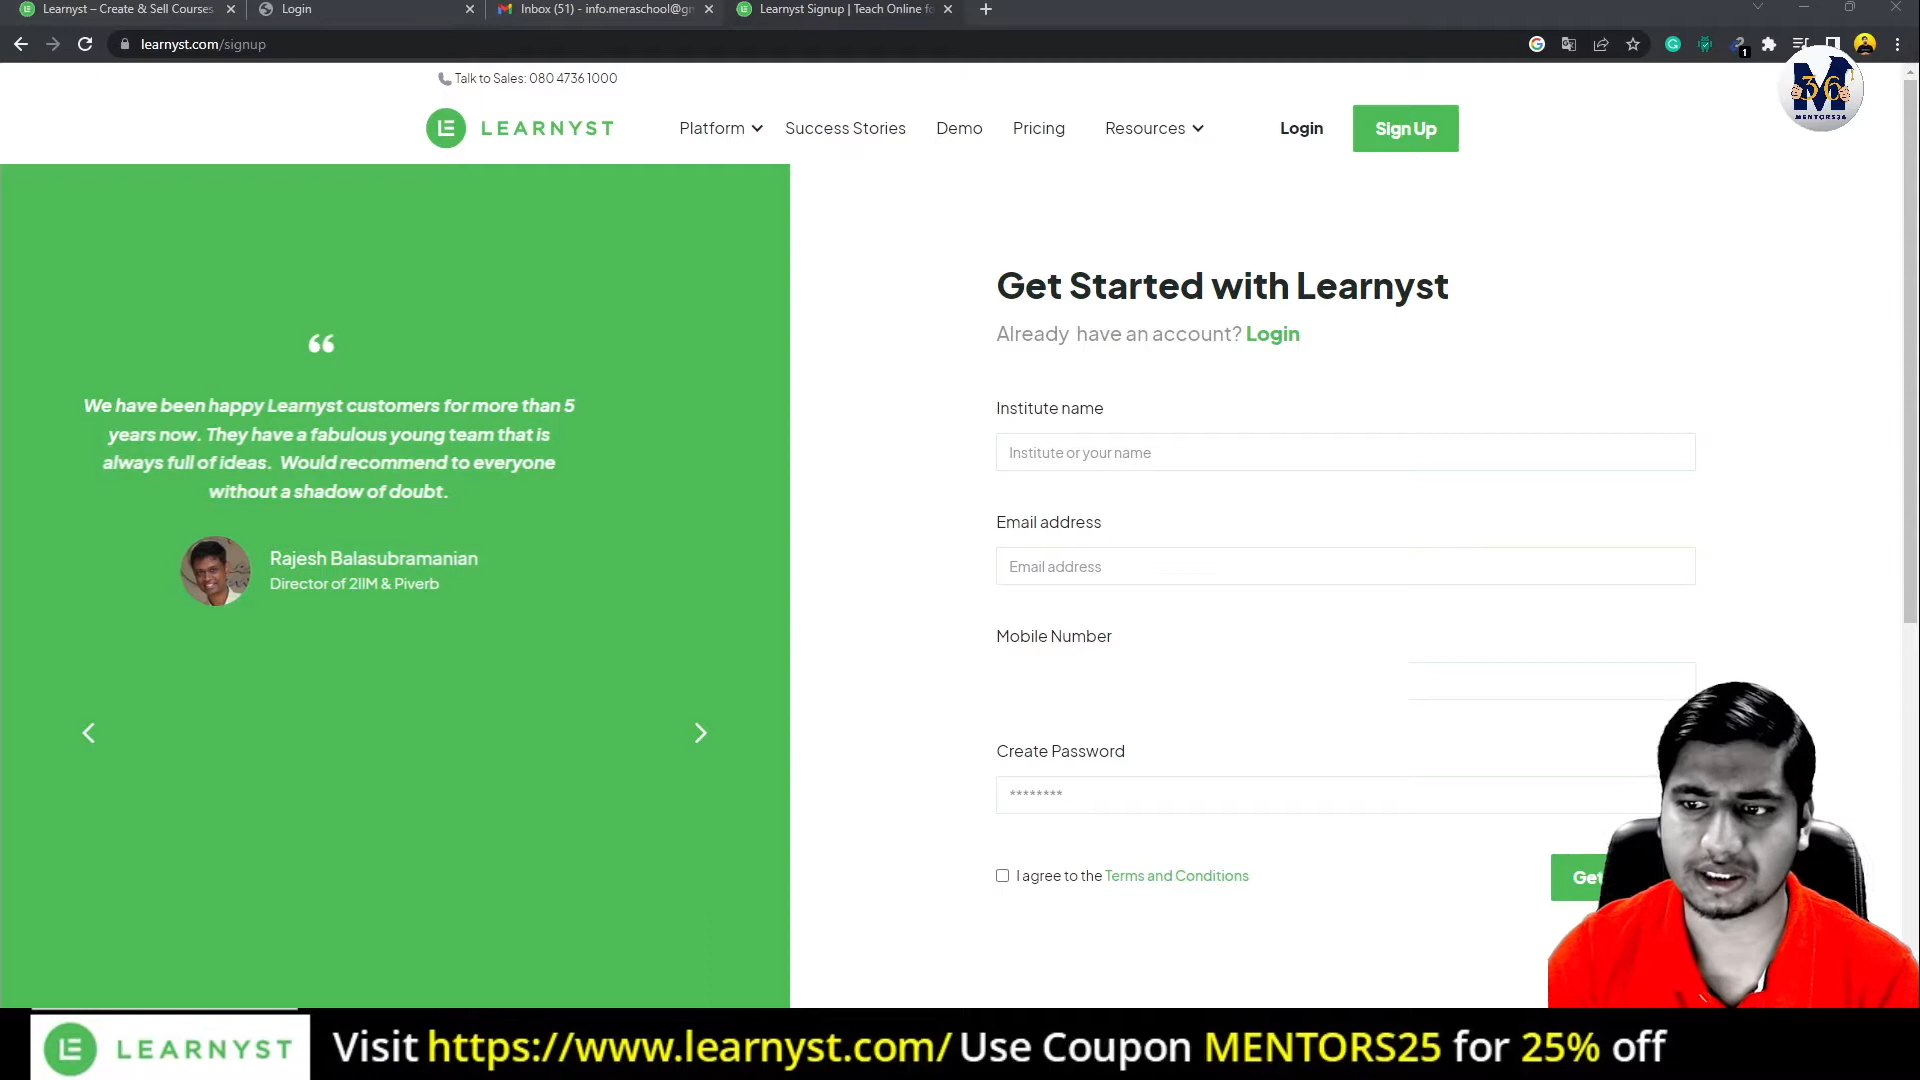 Learnyst – Create & Sell Courses
Login
Inbox (51) - info.meraschool@gm
Learnyst Signup | Teach Online fo
learnyst.com/signup
1
Talk to Sales: 080 4736 1000
LEARNYST
Platform
Success Stories
Demo
Pricing
Resources
Login
Sign Up
M
36
MENTORS36
Get Started with Learnyst
Already have an account? Login
“
We have been happy Learnyst customers for more than 5
years now. They have a fabulous young team that is
always full of ideas. Would recommend to everyone
without a shadow of doubt.
Rajesh Balasubramanian
Director of 2IIM & Piverb
Institute name
Institute or your name
Email address
Email address
Mobile Number
Create Password
********
I agree to the Terms and Conditions
Get
LEARNYST
Visit https://www.learnyst.com/ Use Coupon MENTORS25 for 25% off